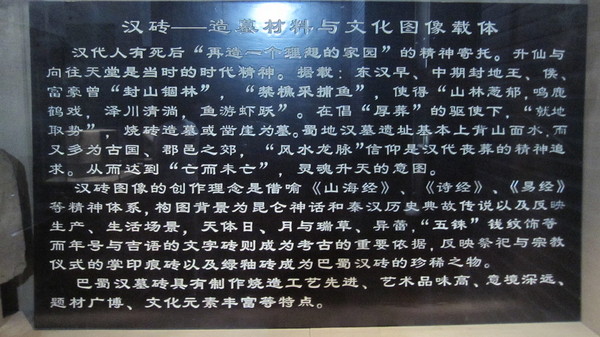 汉砖——造墓材料与文化图像载体
汉代人有死后“再造一个理想的家园”的精神寄托。升仙与
向往天堂是当时的时代精神。据载：东汉早、中期封地王、侯、
富豪曾“封山锢林”，“禁樵采捕鱼”，使得“山林葱郁，鸣鹿
鹤戏，泽川清淌，鱼游虾跃”。在倡“厚葬”的驱使下，“就地
取势”，烧砖造墓或凿崖为墓。蜀地汉墓遗址基本上背山面水，而
又多为古国、郡邑之郊，“风水龙脉”信仰是汉代丧葬的精神追
求。从而达到“亡而未亡”，灵魂升天的意图。
汉砖图像的创作理念是借喻《山海经》、《诗经》、《易经》
等精神体系，构图背景为昆仑神话和秦汉历史典故传说以及反映
生产、生活场景，天体日、月与瑞草、异蕾，“五铢”钱纹饰等
而年号与吉语的文字砖则成为考古的重要依据，反映祭祀与宗教
仪式的掌印痕砖以及绿釉砖成为巴蜀汉砖的珍稀之物。
巴蜀汉墓砖具有制作烧造工艺先进、艺术品味高、意境深远、
题材广博、文化元素丰富等特点。